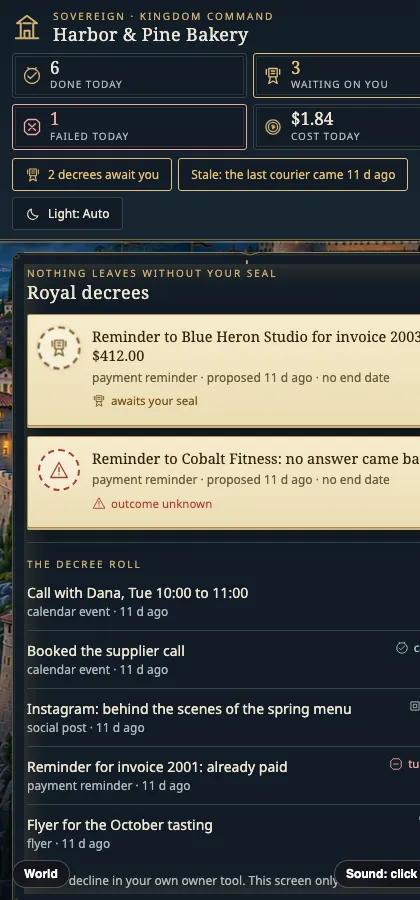 SOVEREIGN · KINGDOM COMMAND
Harbor & Pine Bakery
6
DONE TODAY
3
WAITING ON YOU
1
FAILED TODAY
$1.84
COST TODAY
2 decrees await you
Stale: the last courier came 11 d ago
Light: Auto
NOTHING LEAVES WITHOUT YOUR SEAL
Royal decrees
Reminder to Blue Heron Studio for invoice 2003
$412.00
payment reminder · proposed 11 d ago · no end date
awaits your seal
Reminder to Cobalt Fitness: no answer came ba
payment reminder · proposed 11 d ago · no end date
outcome unknown
THE DECREE ROLL
Call with Dana, Tue 10:00 to 11:00
calendar event · 11 d ago
Booked the supplier call
calendar event · 11 d ago
Instagram: behind the scenes of the spring menu
social post · 11 d ago
Reminder for invoice 2001: already paid
tu
payment reminder · 11 d ago
Flyer for the October tasting
flyer · 11 d ago
World
decline in your own owner tool. This screen only
Sound: click